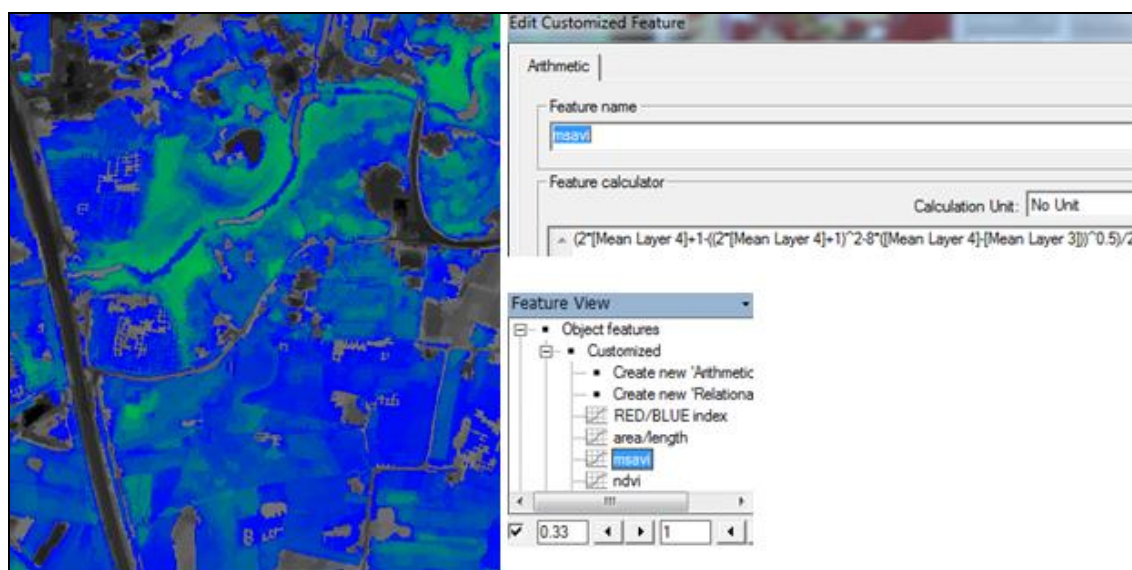 Edit Customized Feature
Arithmetic
Feature name
msavi
Feature calculator
Calculation Unit: No Unit
(2*[Mean Layer 4]+1-((2*[Mean Layer 4]+1)^2-8*([Mean Layer 4]-[Mean Layer 3]))^0.5)/2
Feature View
Object features
Customized
Create new 'Arithmetic
Create new 'Relationa
RED/BLUE index
area/length
msavi
ndvi
0.33 1